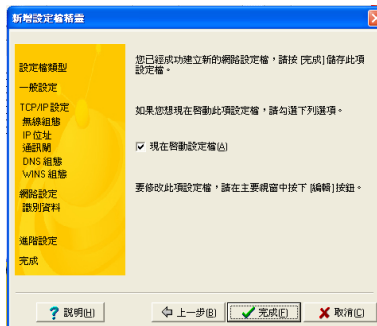 新增設定檔精靈
設定檔類型
一般設定
TCP/IP 設定
無線組態
IP 位址
通訊閘
DNS 組態
WINS 組態
網路設定
識別資料
進階設定
完成
您已經成功建立新的網路設定檔，請按 [完成] 儲存此項
設定檔。
如果您想現在啓動此項設定檔，請勾選下列選項。
現在啓動設定檔(A)
要修改此項設定檔，請在主要視窗中按下 [編輯] 按鈕。
說明(H)
上一步(B)
完成(F)
取消(C)